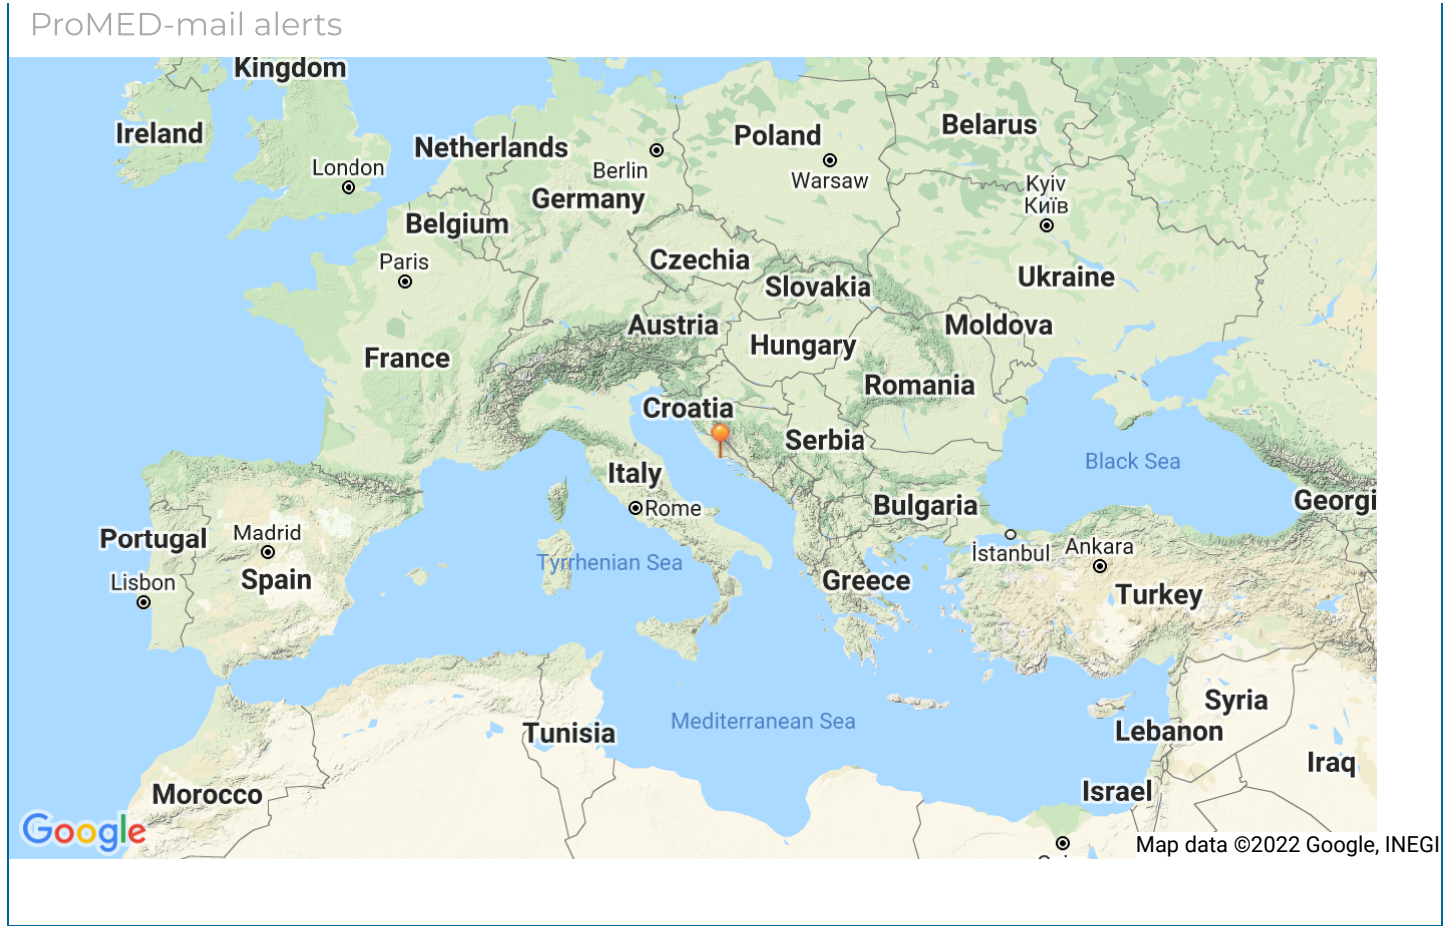 ProMED-mail alerts
Kingdom
Ireland
London
Netherlands
Berlin
Poland
Warsaw
Belarus
Germany
Kyiv
Київ
Belgium
Paris
Czechia
Slovakia
Ukraine
Austria
Moldova
Hungary
France
Romania
Croatia
Serbia
Black Sea
Italy
Rome
Bulgaria
Georgi
Portugal
Madrid
İstanbul
Ankara
Tyrrhenian Sea
Lisbon
Spain
Greece
Turkey
Syria
Mediterranean Sea
Tunisia
Lebanon
Iraq
Israel
Morocco
Google
Map data ©2022 Google, INEGI